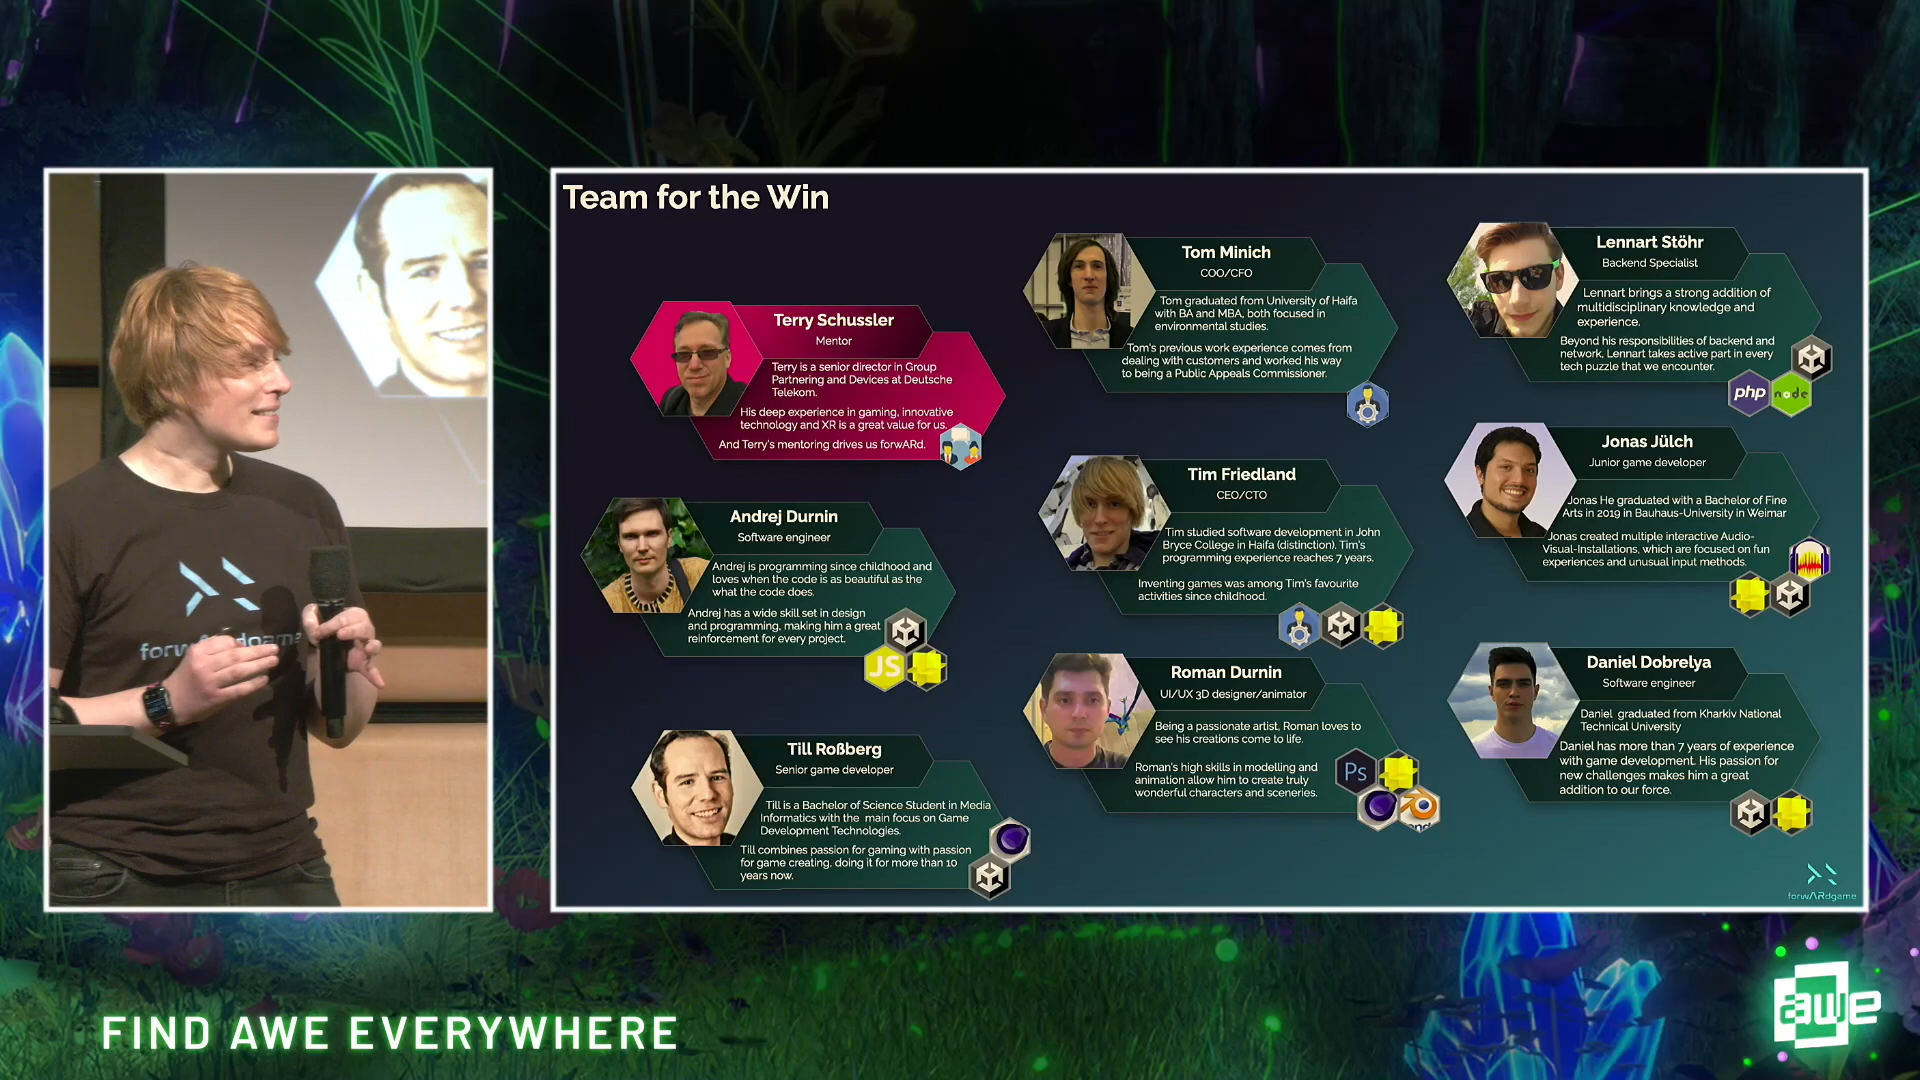 Team for the Win
Terry Schussler
Mentor
Terry is a senior director in Group
Partnering and Devices at Deutsche
Telekom.
His deep experience in gaming, innovative
technology and XR is a great value for us.
And Terry's mentoring drives us forwARd.
Andrej Durnin
Software engineer
Andrej is programming since childhood and
loves when the code is as beautiful as the
what the code does.
Andrej has a wide skill set in design
and programming, making him a great
reinforcement for every project.
JS
Till Roßberg
Senior game developer
Till is a Bachelor of Science Student in Media
Informatics with the main focus on Game
Development Technologies.
Till combines passion for gaming with passion
for game creating, doing it for more than 10
years now.
Tom Minich
COO/CFO
Tom graduated from University of Haifa
with BA and MBA, both focused in
environmental studies.
Tom's previous work experience comes from
dealing with customers and worked his way
to being a Public Appeals Commissioner.
Tim Friedland
CEO/CTO
Tim studied software development in John
Bryce College in Haifa (distinction). Tim's
programming experience reaches 7 years.
Inventing games was among Tim's favourite
activities since childhood.
Roman Durnin
UI/UX 3D designer/animator
Being a passionate artist, Roman loves to
see his creations come to life.
Roman's high skills in modelling and
animation allow him to create truly
wonderful characters and sceneries.
Ps
Lennart Stöhr
Backend Specialist
Lennart brings a strong addition of
multidisciplinary knowledge and
experience.
Beyond his responsibilities of backend and
network, Lennart takes active part in every
tech puzzle that we encounter.
php node
Jonas Jülch
Junior game developer
Jonas He graduated with a Bachelor of Fine
Arts in 2019 in Bauhaus-University in Weimar
Jonas created multiple interactive Audio-
Visual-Installations, which are focused on fun
experiences and unusual input methods.
Daniel Dobrelya
Software engineer
Daniel graduated from Kharkiv National
Technical University
Daniel has more than 7 years of experience
with game development. His passion for
new challenges makes him a great
addition to our force.
forwARdgame
FIND AWE EVERYWHERE
awe